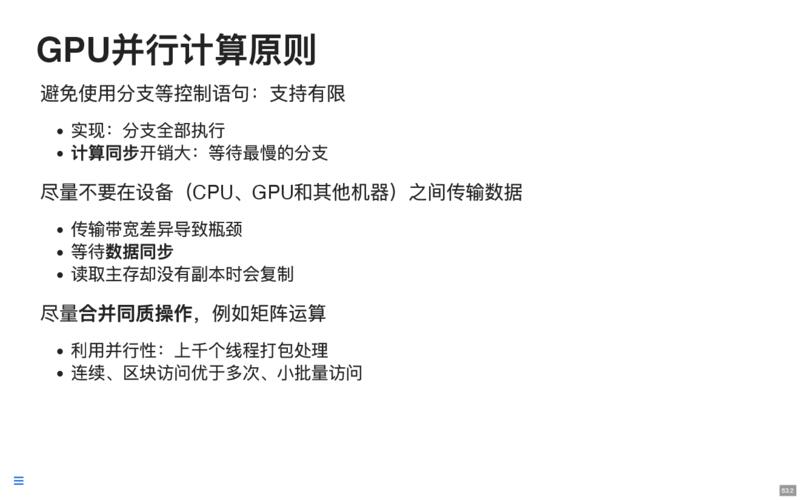 GPU并行计算原则
避免使用分支等控制语句：支持有限
实现：分支全部执行
计算同步开销大：等待最慢的分支
尽量不要在设备（CPU、GPU和其他机器）之间传输数据
传输带宽差异导致瓶颈
等待数据同步
读取主存却没有副本时会复制
尽量合并同质操作，例如矩阵运算
利用并行性：上千个线程打包处理
连续、区块访问优于多次、小批量访问
53.2